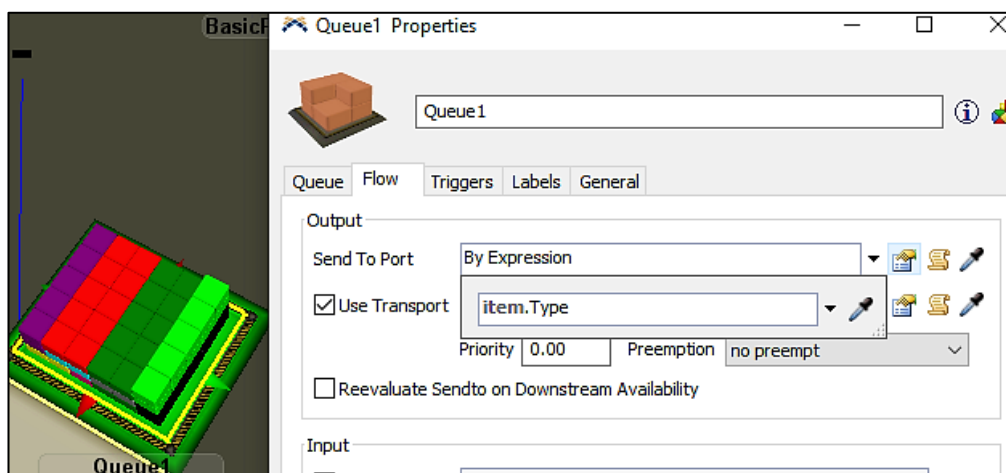 BasicF
Queue1 Properties
Queue1
Queue Flow Triggers Labels General
Output
Send To Port By Expression
Use Transport item.Type
Priority 0.00 Preemption no preempt
Reevaluate Sendto on Downstream Availability
Input
Queue1